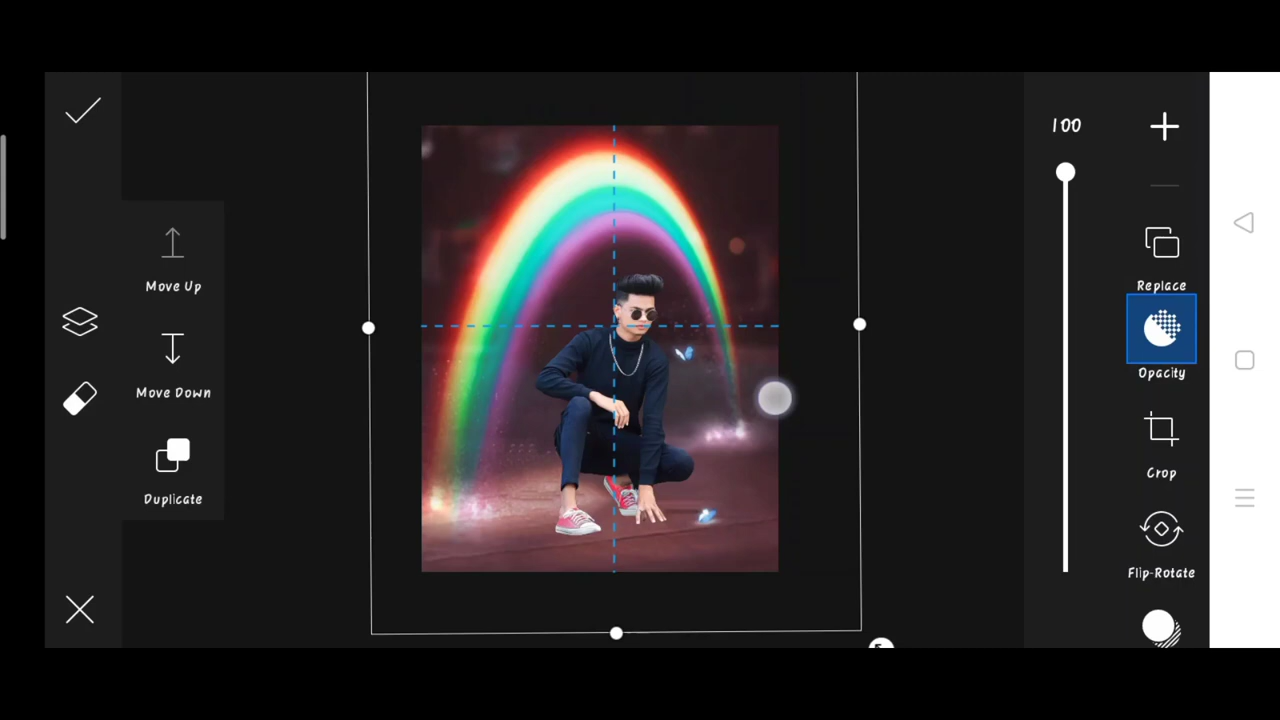 Move Up
Move Down
Duplicate
100
Replace
Opacity
Crop
Flip-Rotate